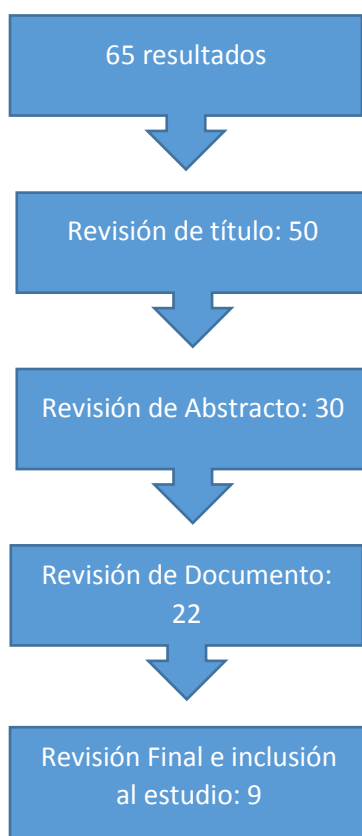 65 resultados
Revisión de título: 50
Revisión de Abstracto: 30
Revisión de Documento:
22
Revisión Final e inclusión
al estudio: 9